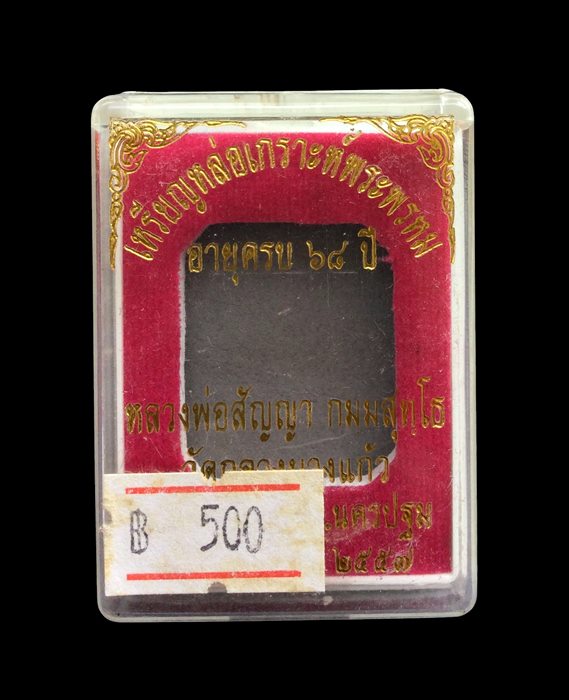 เหรียญหล่อเกราะห์พระพรหม
อายุครบ ๖๘ ปี
หลวงพ่อสัญญา กมมสุทฺโธ
วัดกลางบางแก้ว
.นครปฐม
๒๕๕๗
฿ 500